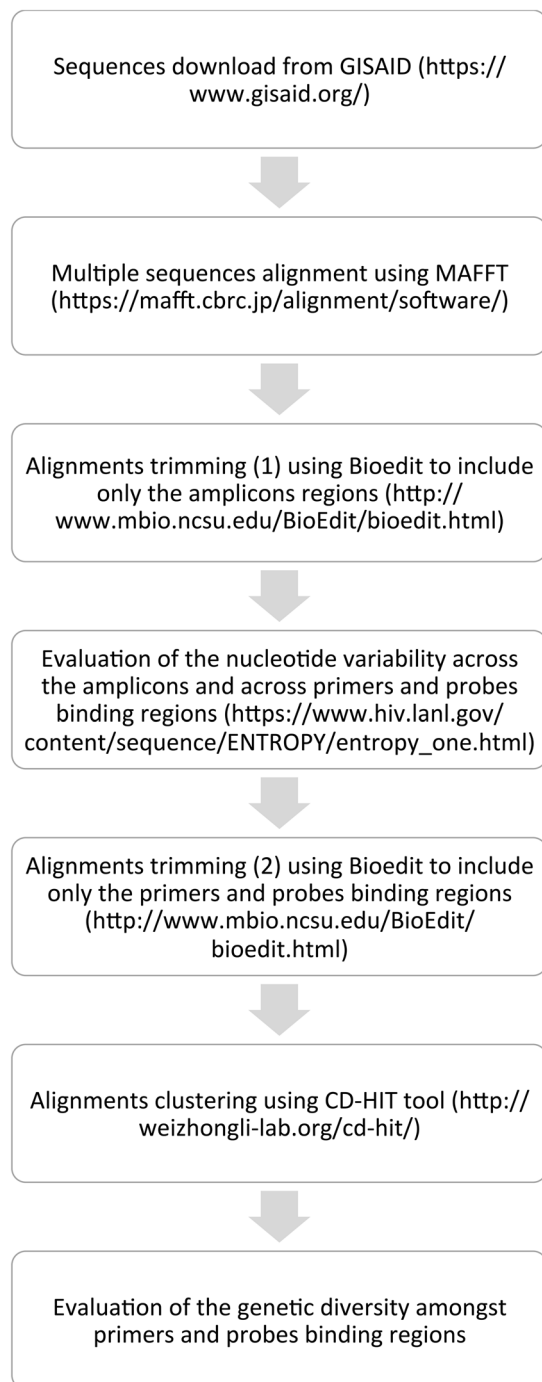 Sequences download from GISAID (https://
www.gisaid.org/)
Multiple sequences alignment using MAFFT
(https://mafft.cbrc.jp/alignment/software/)
Alignments trimming (1) using Bioedit to include
only the amplicons regions (http://
www.mbio.ncsu.edu/BioEdit/bioedit.html)
Evaluation of the nucleotide variability across
the amplicons and across primers and probes
binding regions (https://www.hiv.lanl.gov/
content/sequence/ENTROPY/entropy_one.html)
Alignments trimming (2) using Bioedit to include
only the primers and probes binding regions
(http://www.mbio.ncsu.edu/BioEdit/
bioedit.html)
Alignments clustering using CD-HIT tool (http://
weizhongli-lab.org/cd-hit/)
Evaluation of the genetic diversity amongst
primers and probes binding regions